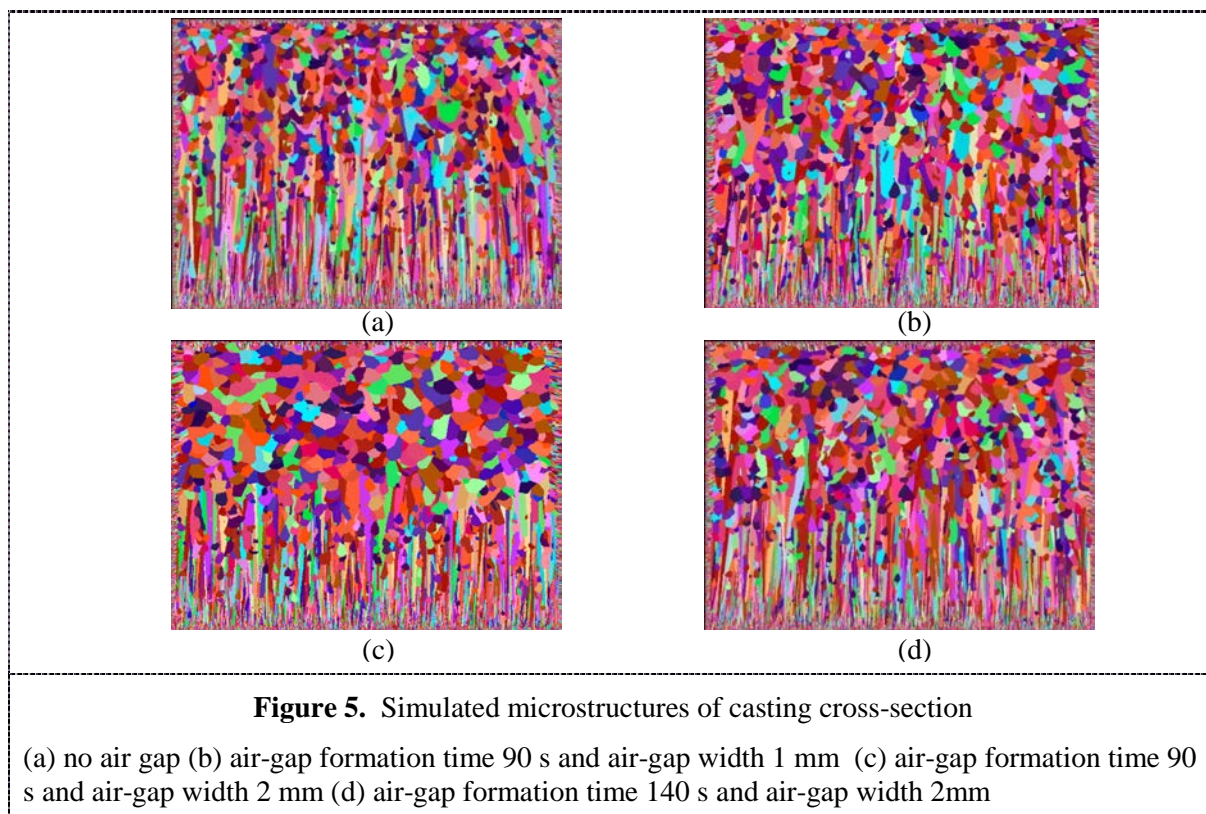 (a)
(b)
(c)
(d)
Figure 5. Simulated microstructures of casting cross-section
(a) no air gap (b) air-gap formation time 90 s and air-gap width 1 mm (c) air-gap formation time 90
s and air-gap width 2 mm (d) air-gap formation time 140 s and air-gap width 2mm